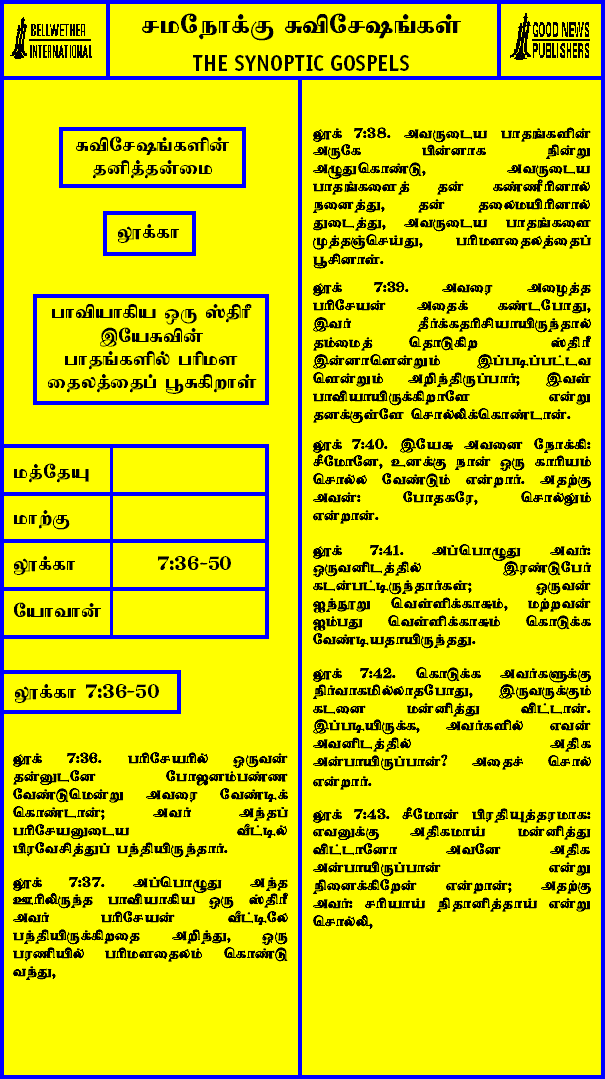 BELLWETHER
INTERNATIONAL
சமநோக்கு சுவிசேஷங்கள்
THE SYNOPTIC GOSPELS
GOOD NEWS
PUBLISHERS
சுவிசேஷங்களின்
தனித்தன்மை
லூக்கா
பாவியாகிய ஒரு ஸ்திரீ
இயேசுவின்
பாதங்களில் பரிமள
தைலத்தைப் பூசுகிறாள்
மத்தேயு
மாற்கு
லூக்கா 7:36-50
யோவான்
லூக்கா 7:36-50
லூக் 7:36. பரிசேயரில் ஒருவன்
தன்னுடனே போஜனம்பண்ண
வேண்டுமென்று அவரை வேண்டிக்
கொண்டான்; அவர் அந்தப்
பரிசேயனுடைய வீட்டில்
பிரவேசித்துப் பந்தியிருந்தார்.
லூக் 7:37. அப்பொழுது அந்த
ஊரிலிருந்த பாவியாகிய ஒரு ஸ்திரீ
அவர் பரிசேயன் வீட்டிலே
பந்தியிருக்கிறதை அறிந்து, ஒரு
பரணியில் பரிமளதைலம் கொண்டு
வந்து,
லூக் 7:38. அவருடைய பாதங்களின்
அருகே பின்னாக நின்று
அழுதுகொண்டு, அவருடைய
பாதங்களைத் தன் கண்ணீரினால்
நனைத்து, தன் தலைமயிரினால்
துடைத்து, அவருடைய பாதங்களை
முத்தஞ்செய்து, பரிமளதைலத்தைப்
பூசினாள்.
லூக் 7:39. அவரை அழைத்த
பரிசேயன் அதைக் கண்டபோது,
இவர் தீர்க்கதரிசியாயிருந்தால்
தம்மைத் தொடுகிற ஸ்திரீ
இன்னாளென்றும் இப்படிப்பட்டவ
ளென்றும் அறிந்திருப்பார்; இவள்
பாவியாயிருக்கிறாளே என்று
தனக்குள்ளே சொல்லிக்கொண்டான்.
லூக் 7:40. இயேசு அவனை நோக்கி:
சீமோனே, உனக்கு நான் ஒரு காரியம்
சொல்ல வேண்டும் என்றார். அதற்கு
அவன்: போதகரே, சொல்லும்
என்றான்.
லூக் 7:41. அப்பொழுது அவர்:
ஒருவனிடத்தில் இரண்டுபேர்
கடன்பட்டிருந்தார்கள்; ஒருவன்
ஐந்நூறு வெள்ளிக்காசும், மற்றவன்
ஐம்பது வெள்ளிக்காசும் கொடுக்க
வேண்டியதாயிருந்தது.
லூக் 7:42. கொடுக்க அவர்களுக்கு
நிர்வாகமில்லாதபோது, இருவருக்கும்
கடனை மன்னித்து விட்டான்.
இப்படியிருக்க, அவர்களில் எவன்
அவனிடத்தில் அதிக
அன்பாயிருப்பான்? அதைச் சொல்
என்றார்.
லூக் 7:43. சீமோன் பிரதியுத்தரமாக:
எவனுக்கு அதிகமாய் மன்னித்து
விட்டானோ அவனே அதிக
அன்பாயிருப்பான் என்று
நினைக்கிறேன் என்றான்; அதற்கு
அவர்: சரியாய் நிதானித்தாய் என்று
சொல்லி,